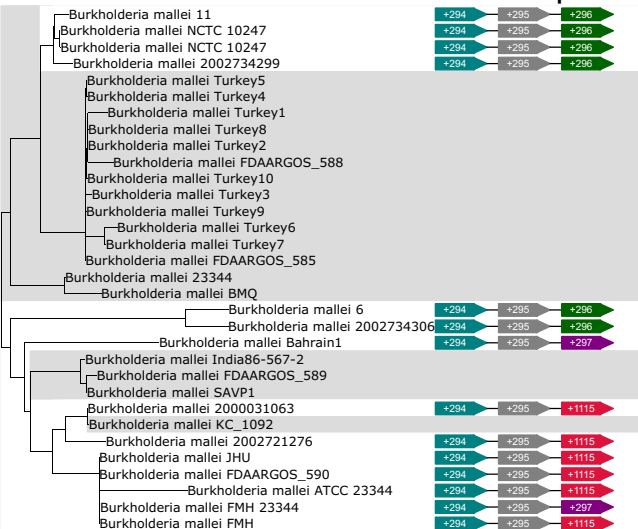 Burkholderia mallei 11 +294 +295 +296
Burkholderia mallei NCTC 10247 +294 +295 +296
Burkholderia mallei NCTC 10247 +294 +295 +296
Burkholderia mallei 2002734299 +294 +295 +296
Burkholderia mallei Turkey5
Burkholderia mallei Turkey4
Burkholderia mallei Turkey1
Burkholderia mallei Turkey8
Burkholderia mallei Turkey2
Burkholderia mallei FDAARGOS_588
Burkholderia mallei Turkey10
Burkholderia mallei Turkey3
Burkholderia mallei Turkey9
Burkholderia mallei Turkey6
Burkholderia mallei Turkey7
Burkholderia mallei FDAARGOS_585
Burkholderia mallei 23344
Burkholderia mallei BMQ
Burkholderia mallei 6 +294 +295 +296
Burkholderia mallei 2002734306 +294 +295 +296
Burkholderia mallei Bahrain1 +294 +295 +297
Burkholderia mallei India86-567-2
Burkholderia mallei FDAARGOS_589
Burkholderia mallei SAVP1
Burkholderia mallei 2000031063 +294 +295 +1115
Burkholderia mallei KC_1092
Burkholderia mallei 2002721276 +294 +295 +1115
Burkholderia mallei JHU +294 +295 +1115
Burkholderia mallei FDAARGOS_590 +294 +295 +1115
Burkholderia mallei ATCC 23344 +294 +295 +1115
Burkholderia mallei FMH 23344 +294 +295 +297
Burkholderia mallei FMH +294 +295 +1115